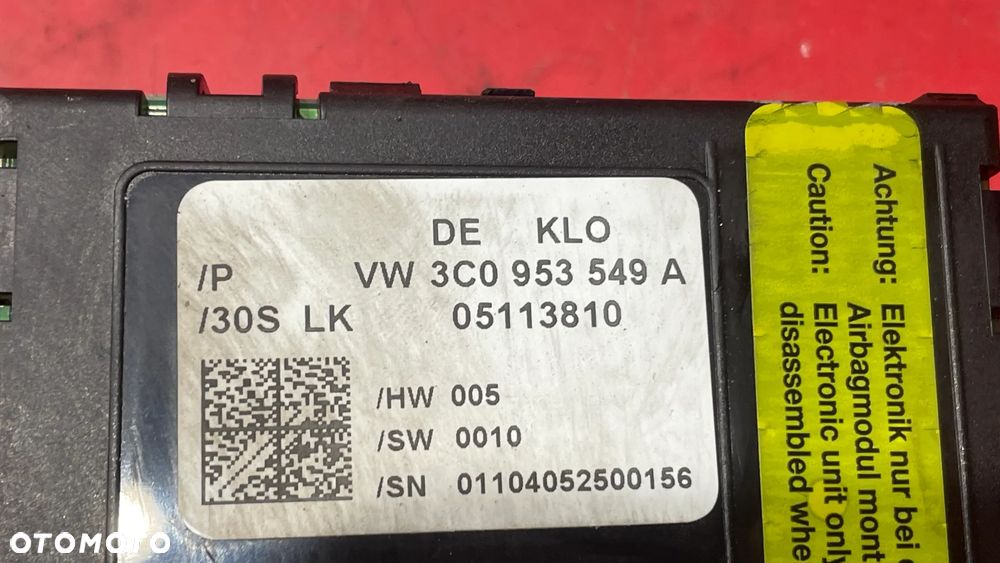 DE KLO
/P VW 3C0 953 549 A
/30S LK 05113810
/HW 005
/SW 0010
/SN 01104052500156
Achtung: Elektronik nur bei
Airbagmodul mont
Caution: Electronic unit only
disassembled whe
OTOMOTO